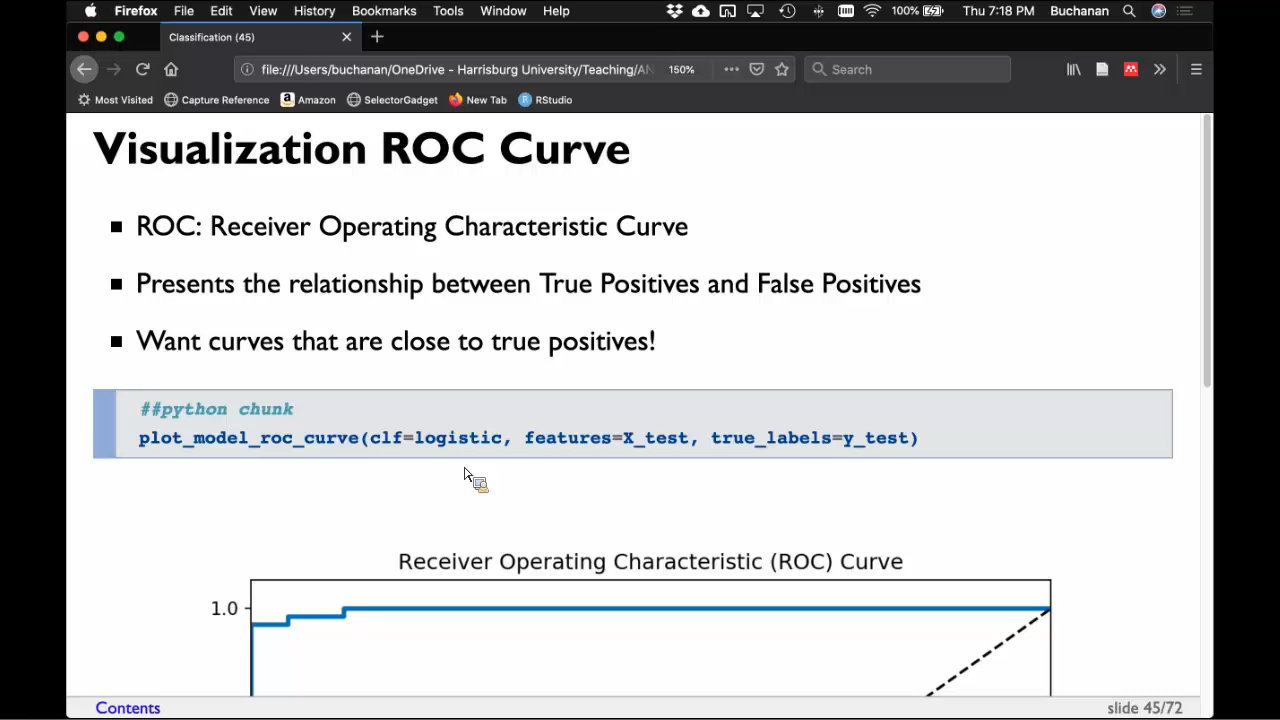 Firefox File Edit View History Bookmarks Tools Window Help 100% Thu 7:18 PM Buchanan
Classification (45)
file:///Users/buchanan/OneDrive - Harrisburg University/Teaching/AN 150% Search
Most Visited Capture Reference Amazon SelectorGadget New Tab RStudio
Visualization ROC Curve
ROC: Receiver Operating Characteristic Curve
Presents the relationship between True Positives and False Positives
Want curves that are close to true positives!
##python chunk
plot_model_roc_curve(clf=logistic, features=X_test, true_labels=y_test)
Receiver Operating Characteristic (ROC) Curve
1.0
Contents slide 45/72